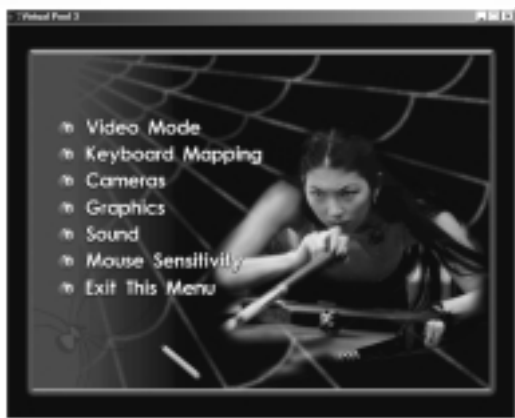 Virtual Pool 3
Video Mode
Keyboard Mapping
Cameras
Graphics
Sound
Mouse Sensitivity
Exit This Menu